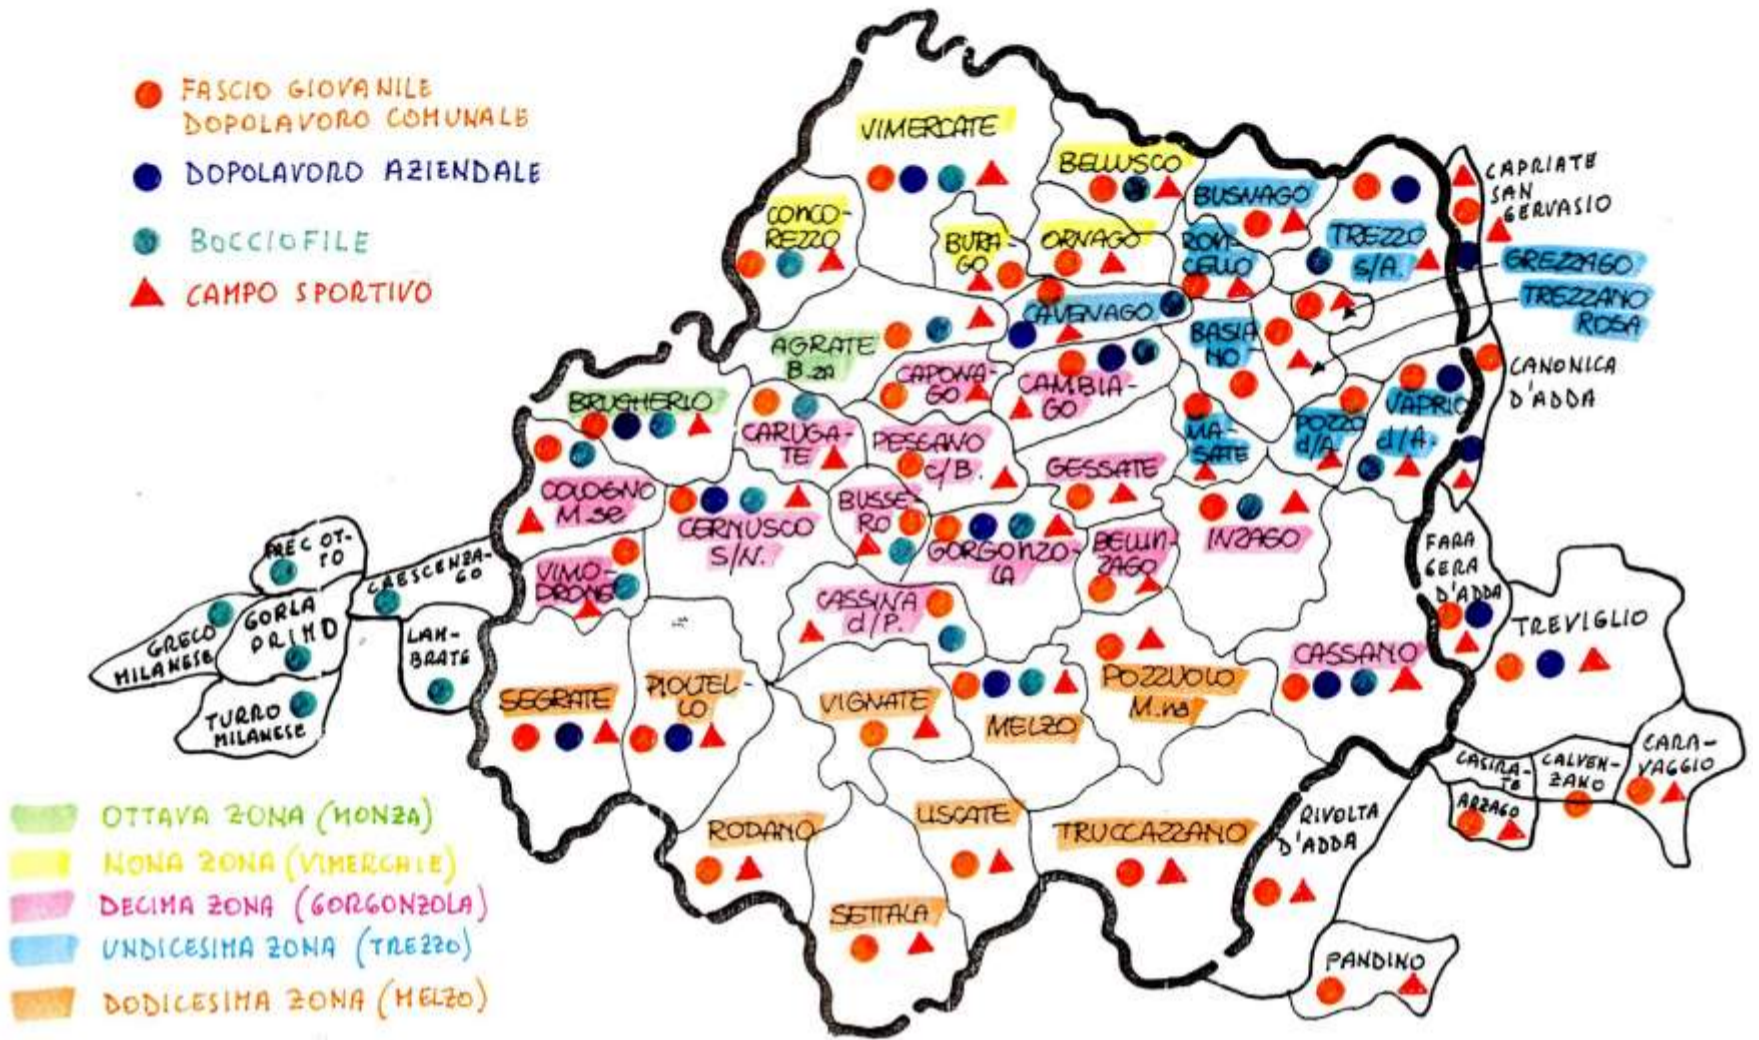 FASCIO GIOVANILE
DOPOLAVORO COMUNALE
DOPOLAVORO AZIENDALE
BOCCIOFILE
CAMPO SPORTIVO
VIMERCATE
BELLUSCO
BUSNAGO
CAPRIATE
SAN
GERVASIO
CONCO-
REZZO
BURA-
GO
ORNAGO
RON-
CELLO
TREZZO
S/A.
GREZZAGO
TREZZANO
ROSA
CAVENAGO
BASIA
NO
AGRATE
B.za
CAPONA-
GO
CAMBIA-
GO
CANONICA
D'ADDA
BRUGHERIO
CARUGA-
TE
PESCANO
c/B.
MA-
SATE
POZZO
d/A.
VAPRIO
d/A.
GESSATE
COLOGNO
M.se
CERNUSCO
S/N.
BUSSE-
RO
GORGONZO-
LA
BELLIN-
ZAGO
INZAGO
FARA
GERA
D'ADDA
PRECOT-
TO
CRESCENZA-
GO
VIMO-
DRONE
CASSINA
d/P.
GRECO
MILANESE
GORLA
PRIMO
LAM-
BRATE
TREVIGLIO
CASSANO
TURRO
MILANESE
SEGRATE
PIOLTEL-
LO
VIGNATE
MELZO
POZZUOLO
M.na
CASIRA-
TE
CALVEN-
ZANO
CARA-
VAGGIO
ARZAGO
RODANO
LISCATE
TRUCCAZZANO
RIVOLTA
D'ADDA
SETTALA
PANDINO
OTTAVA ZONA (MONZA)
NONA ZONA (VIMERCATE)
DECIMA ZONA (GORGONZOLA)
UNDICESIMA ZONA (TREZZO)
DODICESIMA ZONA (MELZO)